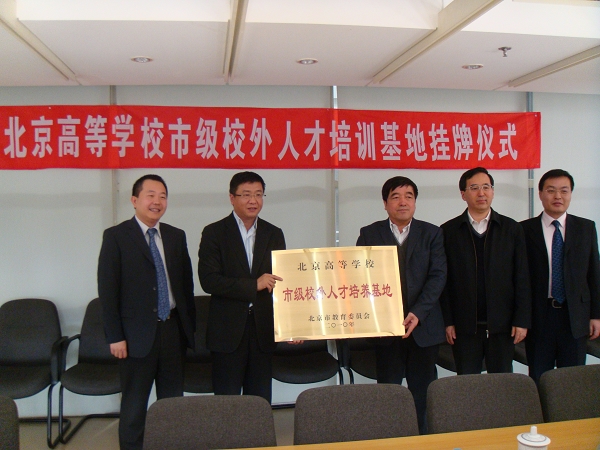 北京高等学校市级校外人才培训基地挂牌仪式
北京高等学校
市级校外人才培养基地
北京市教育委员会
二〇一〇年